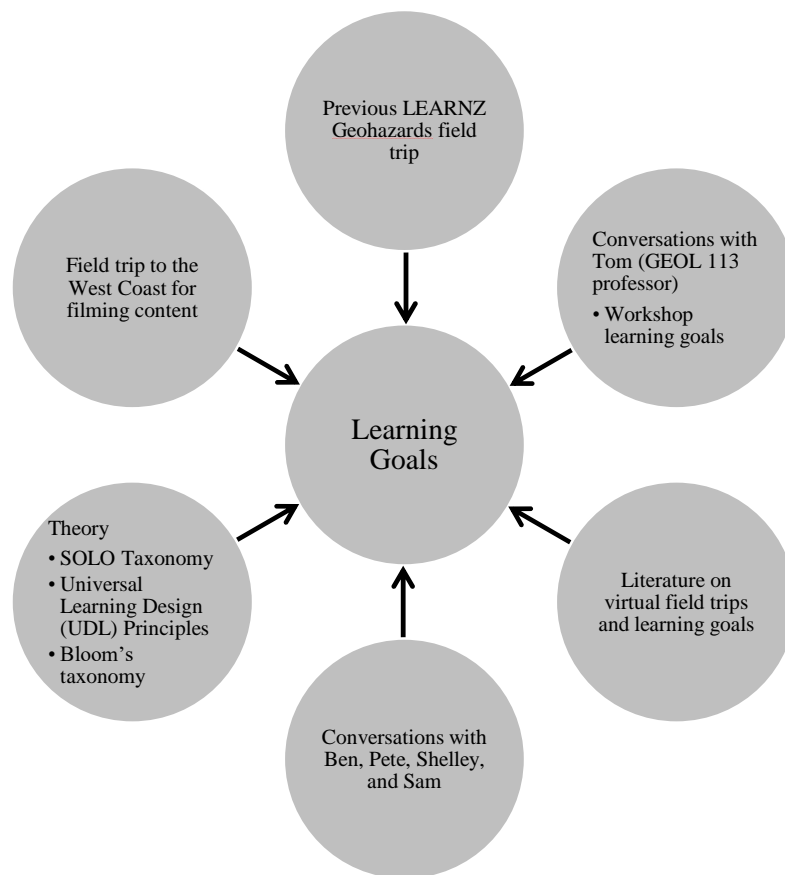 Previous LEARNZ
Geohazards field
trip
Field trip to the
West Coast for
filming content
Conversations with
Tom (GEOL 113
professor)
• Workshop
learning goals
Learning
Goals
Theory
• SOLO Taxonomy
• Universal
Learning Design
(UDL) Principles
• Bloom's
taxonomy
Literature on
virtual field trips
and learning goals
Conversations with
Ben, Pete, Shelley,
and Sam